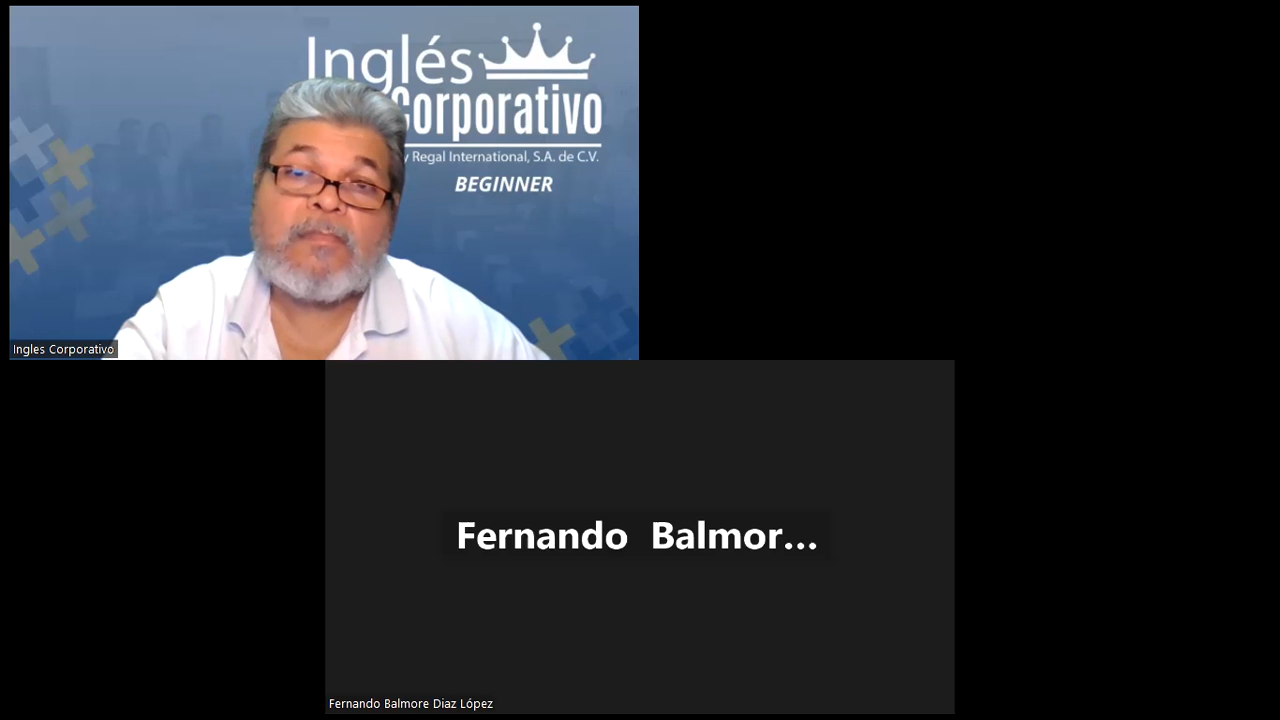 Inglés
Corporativo
y Regal International, S.A. de C.V.
BEGINNER
Ingles Corporativo
Fernando Balmor...
Fernando Balmore Diaz López